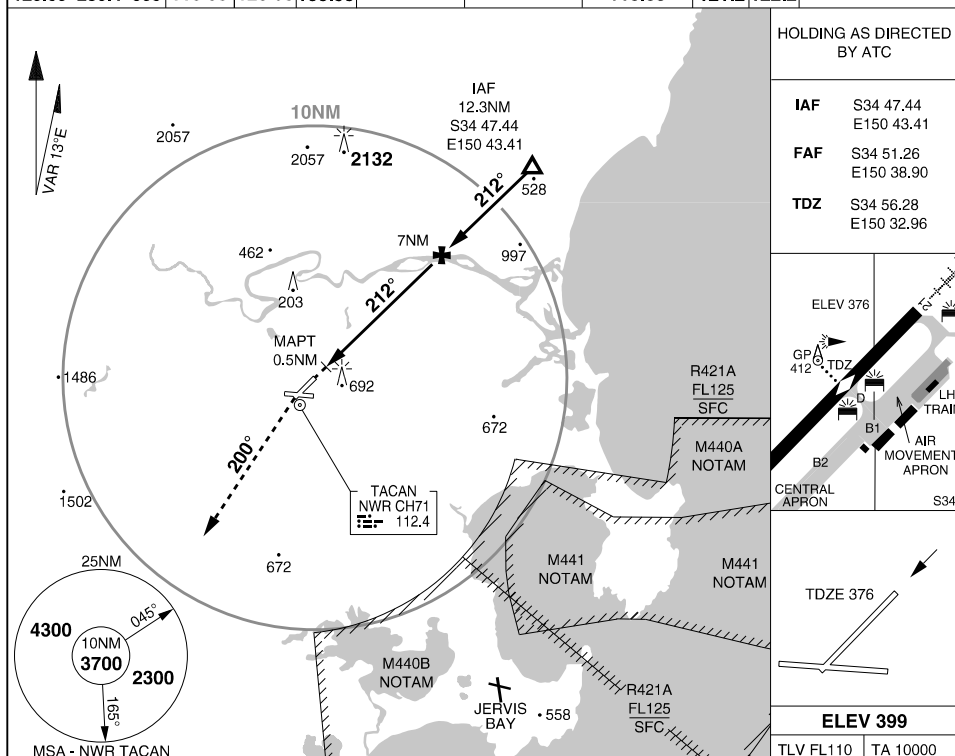 HOLDING AS DIRECTED
BY ATC
IAF S34 47.44
E150 43.41
FAF S34 51.26
E150 38.90
TDZ S34 56.28
E150 32.96
VAR 13°E
2057
10NM
2057
2132
IAF
12.3NM
S34 47.44
E150 43.41
212°
528
7NM
997
462
203
212°
MAPT
0.5NM
692
1486
672
R421A
FL125
SFC
M440A
NOTAM
200°
TACAN
NWR CH71
112.4
1502
672
M441
NOTAM
M441
NOTAM
25NM
4300
045°
10NM
3700
2300
165°
MSA - NWR TACAN
M440B
NOTAM
JERVIS
BAY
558
R421A
FL125
SFC
ELEV 376
21
GP
412
TDZ
D
B1
B2
AIR
MOVEMENT
APRON
CENTRAL
APRON
S34
TDZE 376
ELEV 399
TLV FL110 TA 10000